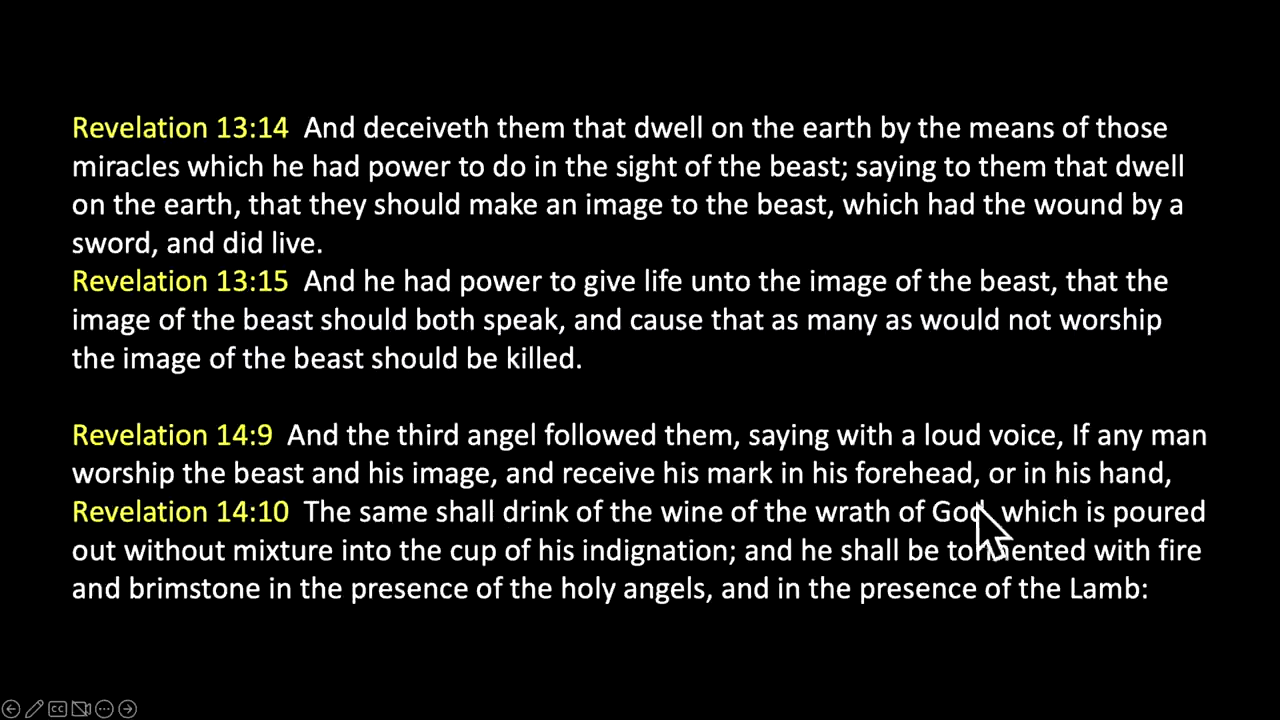 Revelation 13:14 And deceiveth them that dwell on the earth by the means of those
miracles which he had power to do in the sight of the beast; saying to them that dwell
on the earth, that they should make an image to the beast, which had the wound by a
sword, and did live.
Revelation 13:15 And he had power to give life unto the image of the beast, that the
image of the beast should both speak, and cause that as many as would not worship
the image of the beast should be killed.
Revelation 14:9 And the third angel followed them, saying with a loud voice, If any man
worship the beast and his image, and receive his mark in his forehead, or in his hand,
Revelation 14:10 The same shall drink of the wine of the wrath of God, which is poured
out without mixture into the cup of his indignation; and he shall be tormented with fire
and brimstone in the presence of the holy angels, and in the presence of the Lamb:
CC